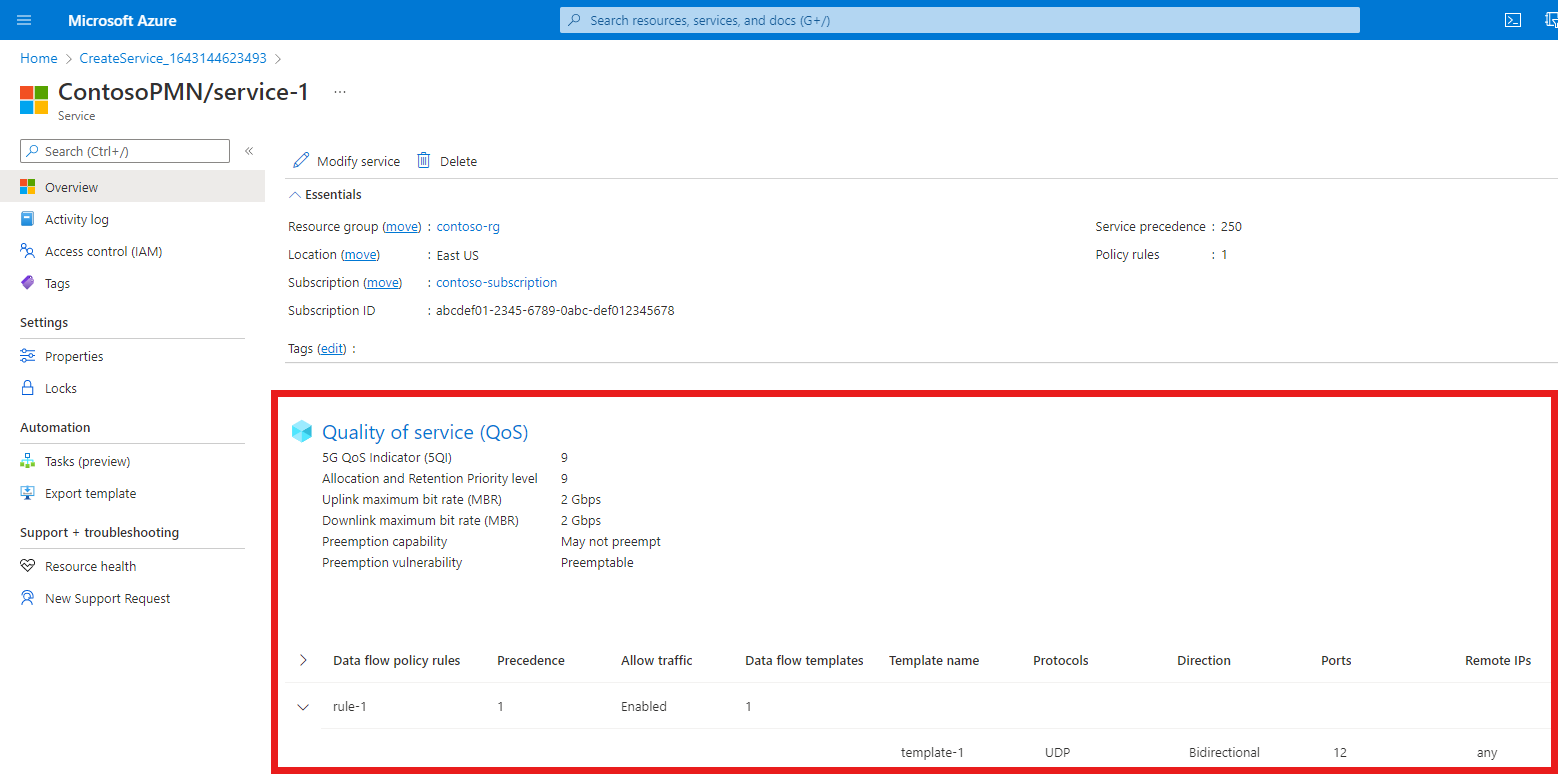 Microsoft Azure
Search resources, services, and docs (G+/)
Home > CreateService_1643144623493 >
ContosoPMN/service-1 ...
Service
Search (Ctrl+/) «
Overview
Activity log
Access control (IAM)
Tags
Settings
Properties
Locks
Automation
Tasks (preview)
Export template
Support + troubleshooting
Resource health
New Support Request
Modify service Delete
Essentials
Resource group (move) : contoso-rg
Location (move) : East US
Subscription (move) : contoso-subscription
Subscription ID : abcdef01-2345-6789-0abc-def012345678
Service precedence : 250
Policy rules : 1
Tags (edit) :
Quality of service (QoS)
5G QoS Indicator (5QI) 9
Allocation and Retention Priority level 9
Uplink maximum bit rate (MBR) 2 Gbps
Downlink maximum bit rate (MBR) 2 Gbps
Preemption capability May not preempt
Preemption vulnerability Preemptable
Data flow policy rules Precedence Allow traffic Data flow templates Template name Protocols Direction Ports Remote IPs
rule-1 1 Enabled 1
template-1 UDP Bidirectional 12 any